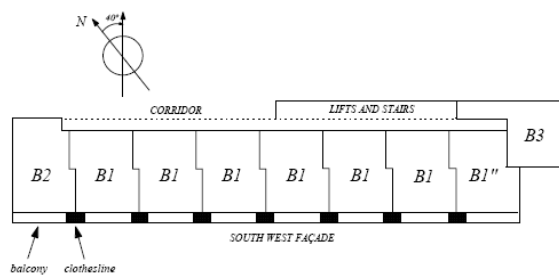 N
40°
CORRIDOR
LIFTS AND STAIRS
B3
B2
B1
B1
B1
B1
B1
B1
B1"
SOUTH WEST FAÇADE
balcony
clothesline